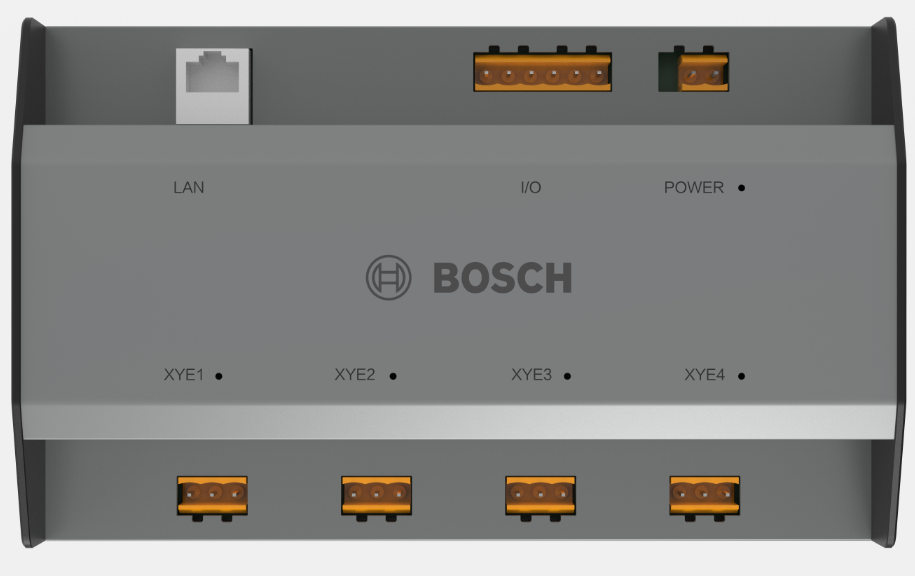 LAN
I/O
POWER
BOSCH
XYE1
XYE2
XYE3
XYE4